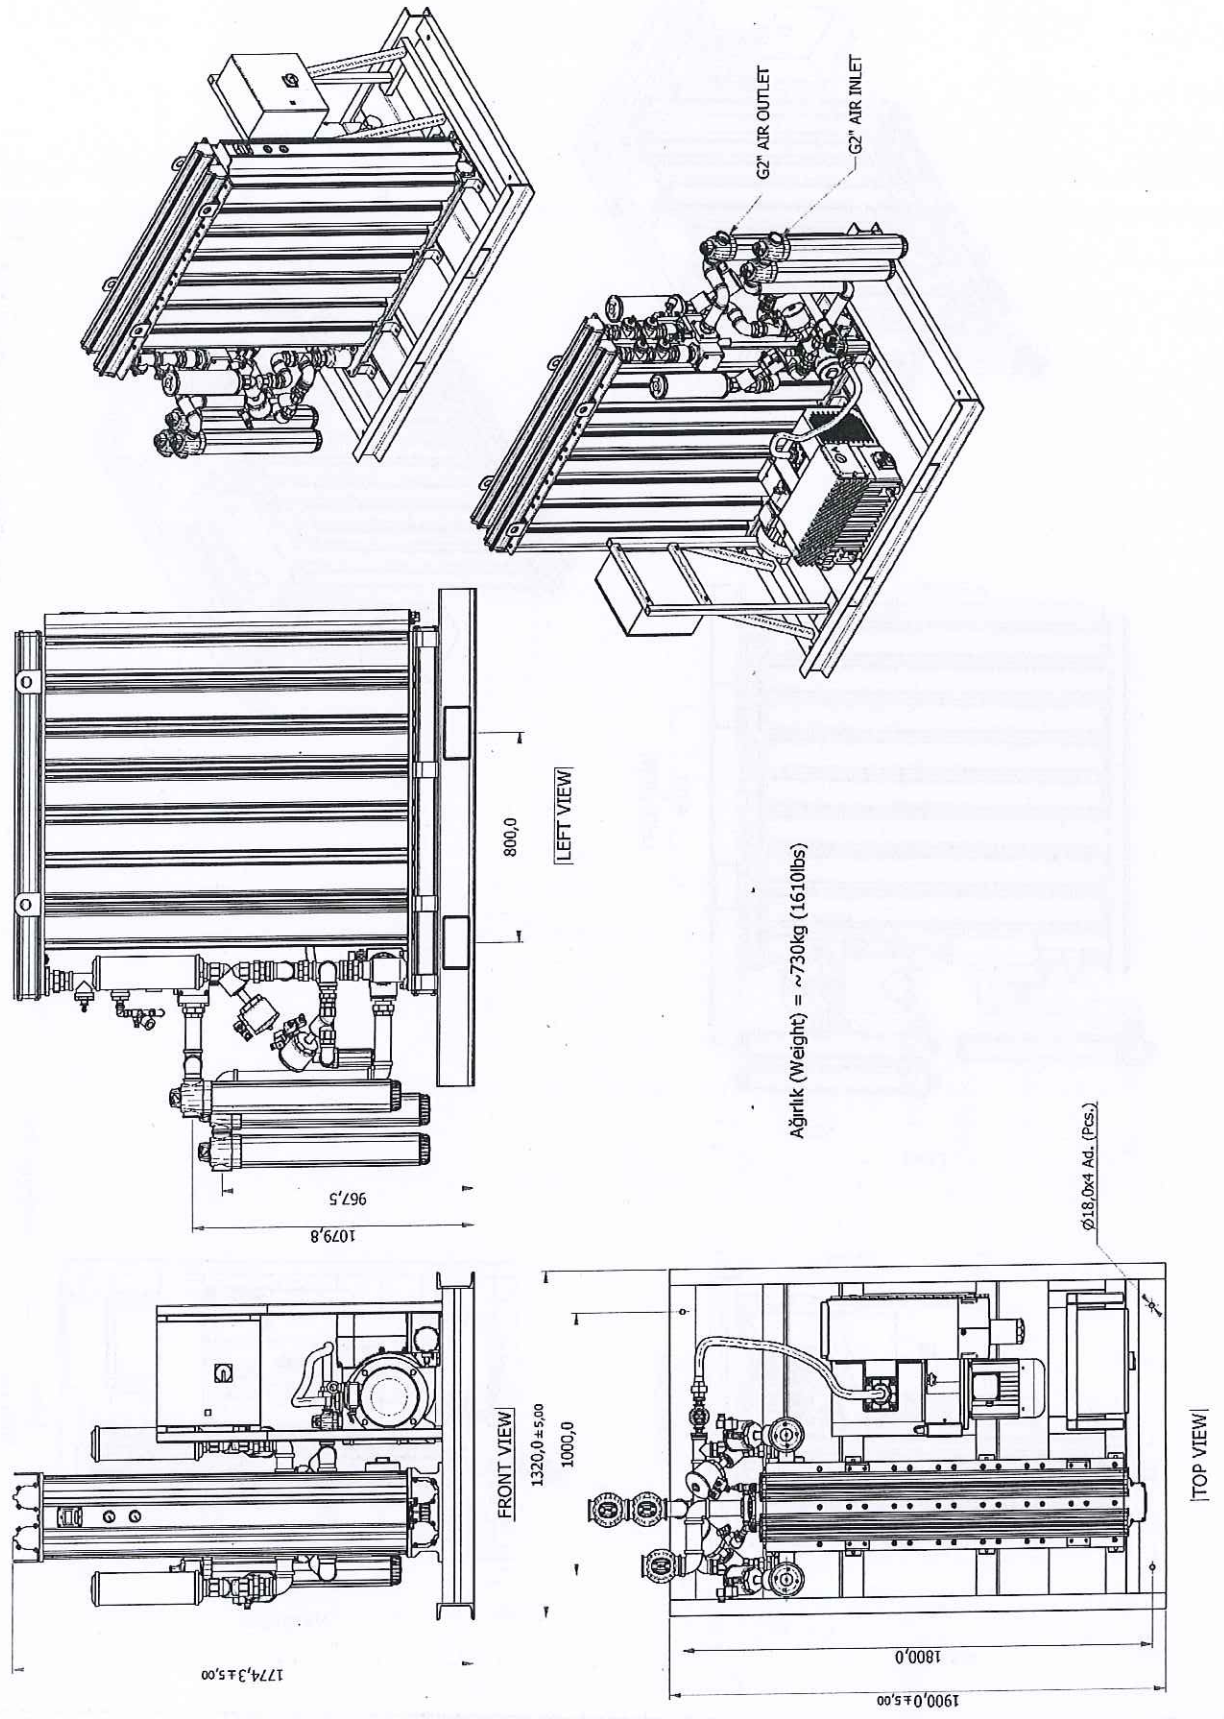 G2" AIR OUTLET
G2" AIR INLET
800,0
LEFT VIEW
967,5
1079,8
Ağırlık (Weight) = ~730kg (1610lbs)
FRONT VIEW
1320,0±5,00
1000,0
1774,3±5,00
Ø18,0x4 Ad. (Pcs.)
1800,0
1900,0±5,00
TOP VIEW